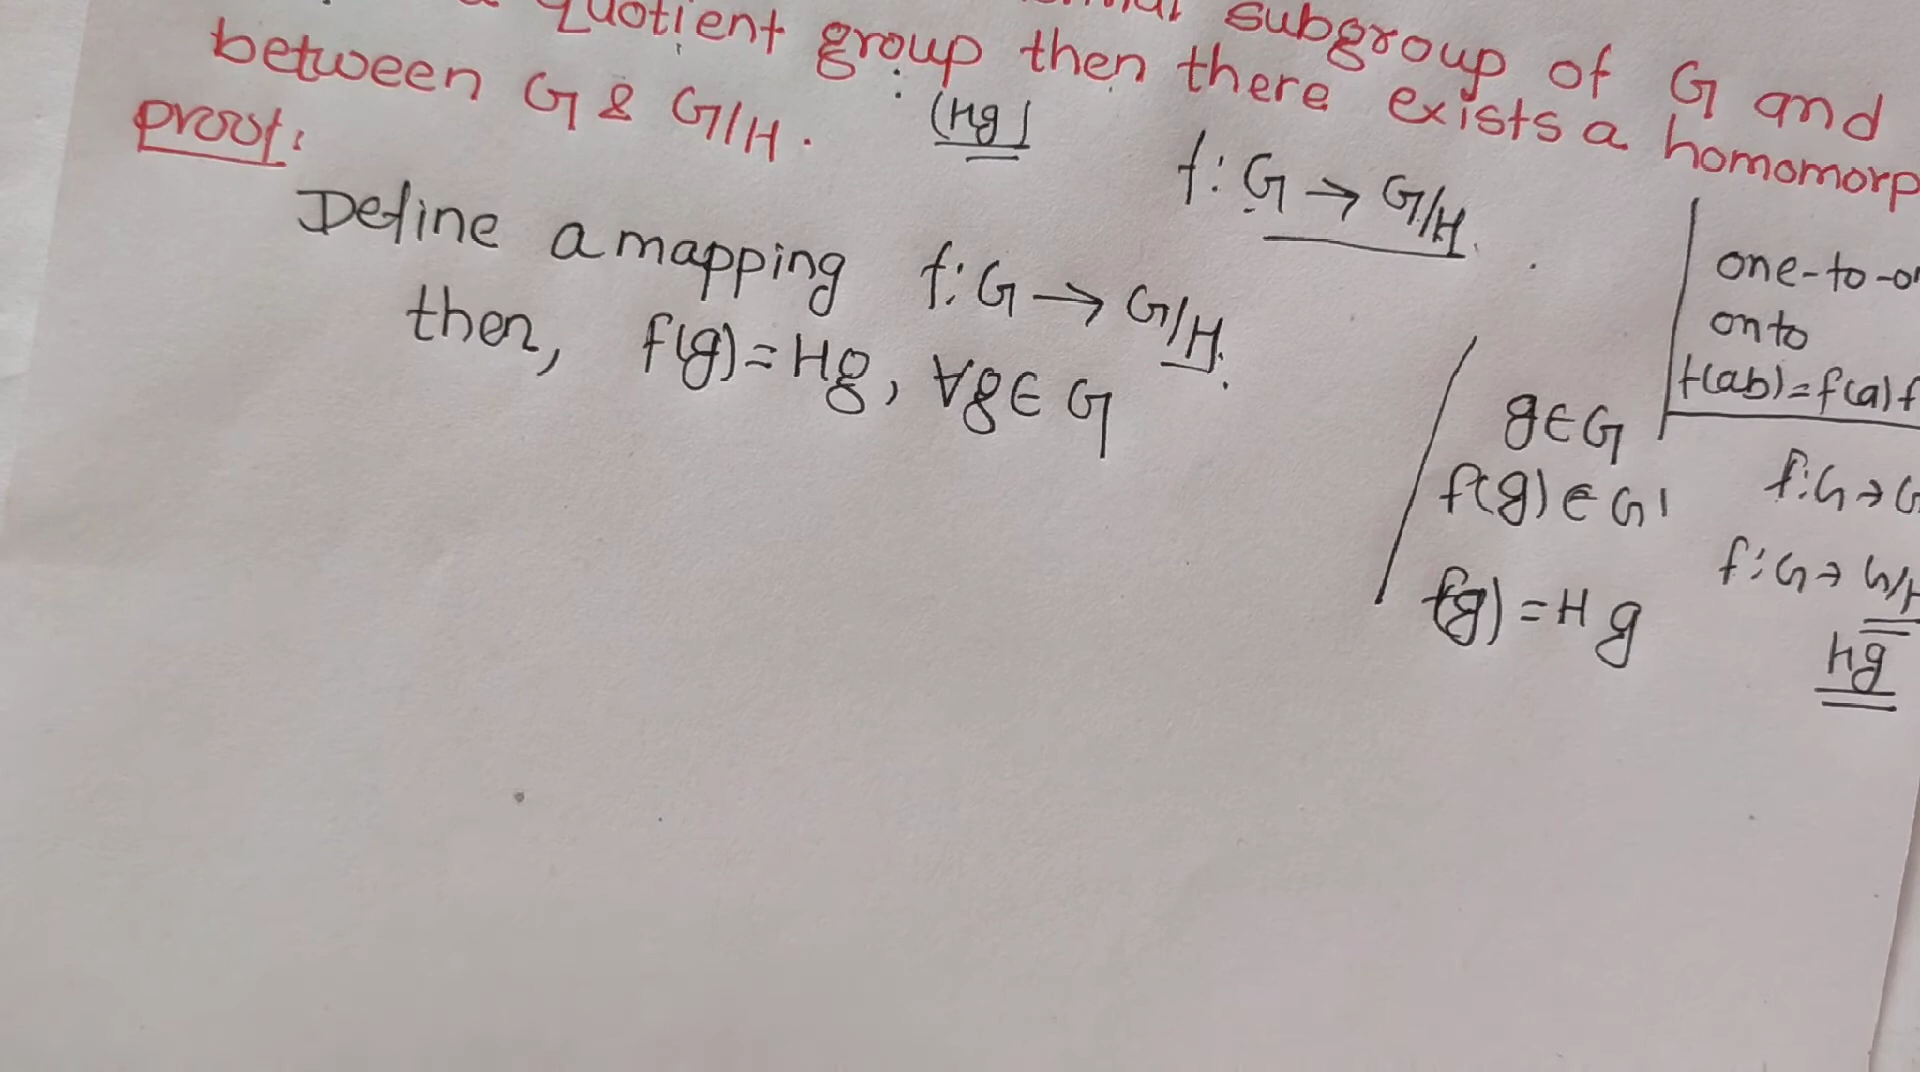 subgroup of G and
quotient group then there exists a homomorp
between G & G/H.
(Hg)
proof:
f: G → G/H.
Define a mapping f: G → G/H.
then, f(g) = Hg, ∀g∈G
one-to-o
onto
f(ab) = f(a) f
g∈G
f(g) ∈ G'
f(g) = Hg
f: G → G
f: G → G/H
Hg